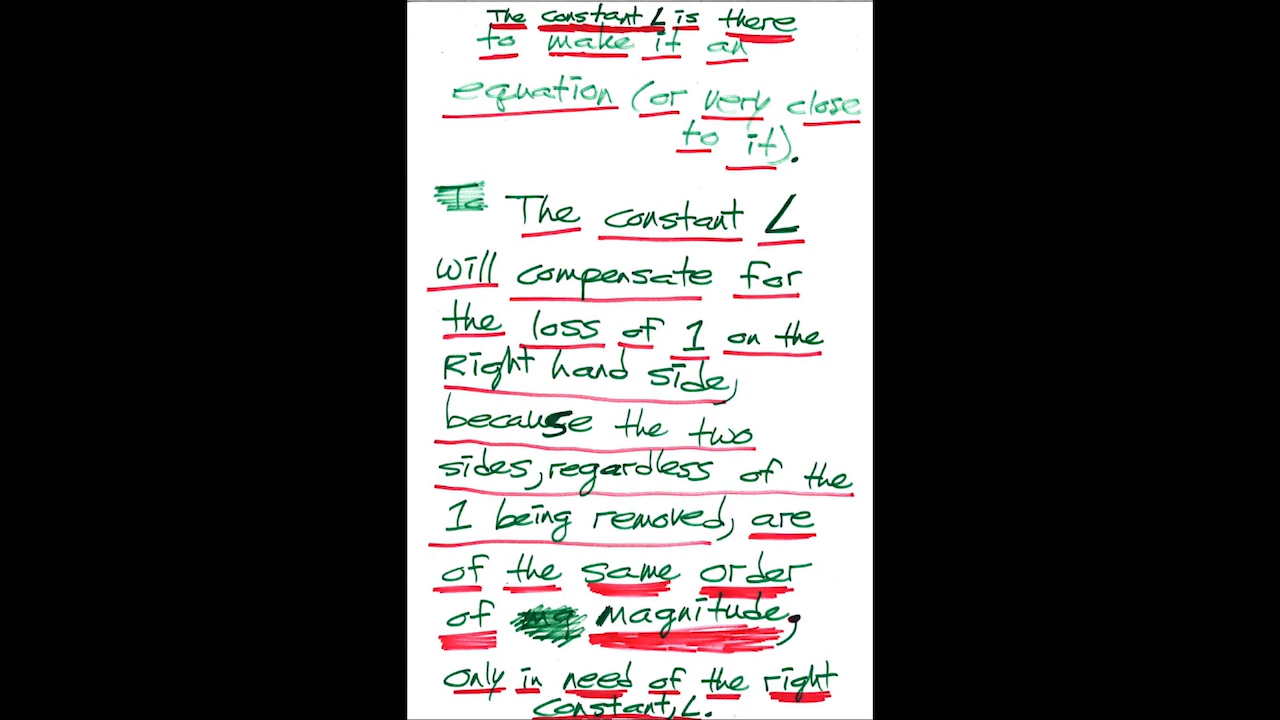 The constant L is there
to make it an
equation (or very close
to it).
The constant L
will compensate for
the loss of 1 on the
Right hand side,
because the two
sides, regardless of the
1 being removed, are
of the same order
of magnitude;
only in need of the right
constant, L.